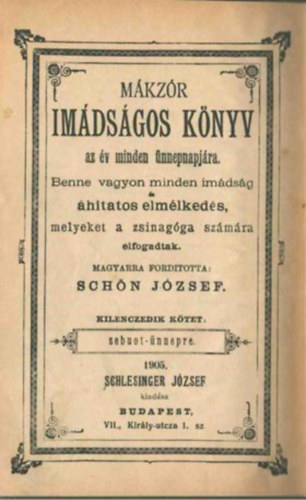 MÁKZÓR
IMÁDSÁGOS KÖNYV
az év minden ünnepnapjára.
Benne vagyon minden imádság
és
áhitatos elmélkedés,
melyeket a zsinagóga számára
elfogadtak.
MAGYARRA FORDITOTTA:
SCHÖN JÓZSEF.
KILENCZEDIK KÖTET:
sebuot-ünnepre.
1905.
SCHLESINGER JÓZSEF
kiadása
BUDAPEST,
VII., Király-utcza 1. sz